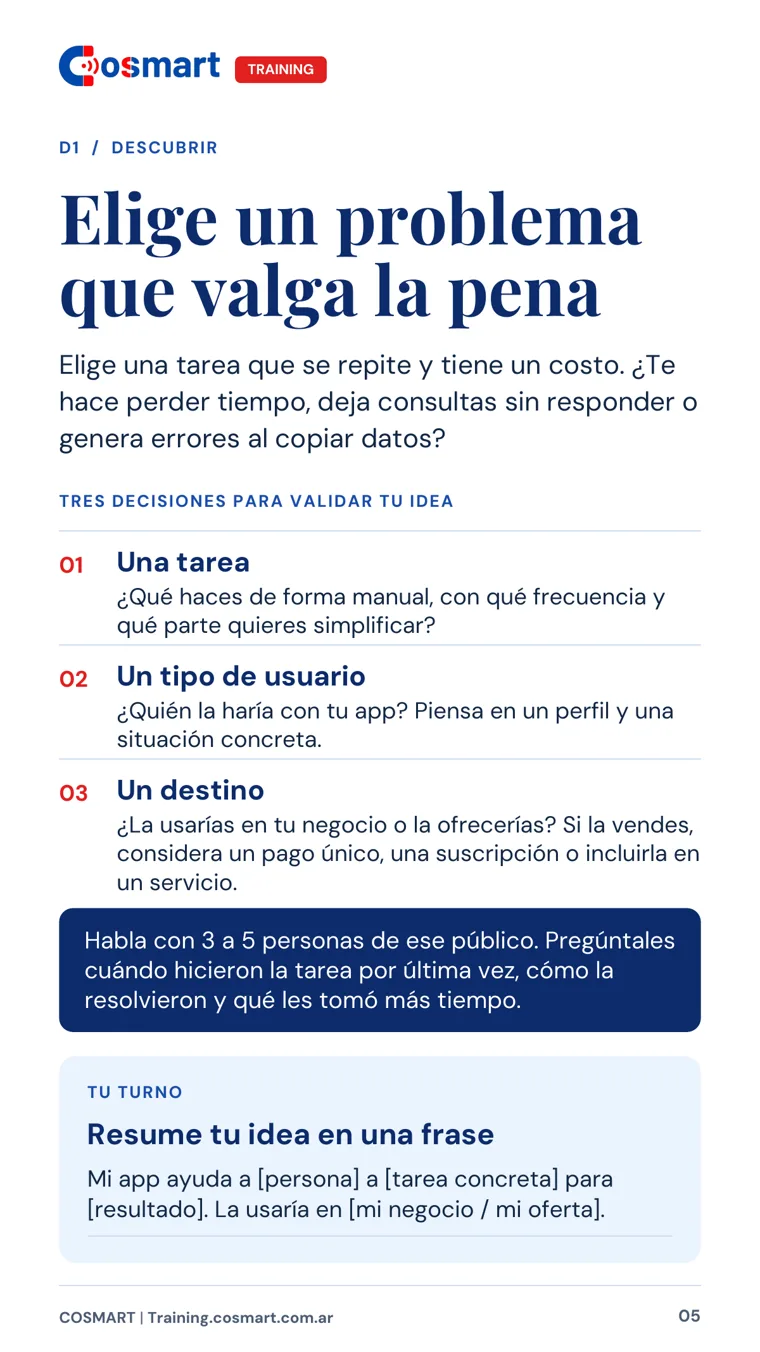 Cosmart TRAINING
D1 / DESCUBRIR
Elige un problema
que valga la pena
Elige una tarea que se repite y tiene un costo. ¿Te
hace perder tiempo, deja consultas sin responder o
genera errores al copiar datos?
TRES DECISIONES PARA VALIDAR TU IDEA
01 Una tarea
¿Qué haces de forma manual, con qué frecuencia y
qué parte quieres simplificar?
02 Un tipo de usuario
¿Quién la haría con tu app? Piensa en un perfil y una
situación concreta.
03 Un destino
¿La usarías en tu negocio o la ofrecerías? Si la vendes,
considera un pago único, una suscripción o incluirla en
un servicio.
Habla con 3 a 5 personas de ese público. Pregúntales
cuándo hicieron la tarea por última vez, cómo la
resolvieron y qué les tomó más tiempo.
TU TURNO
Resume tu idea en una frase
Mi app ayuda a [persona] a [tarea concreta] para
[resultado]. La usaría en [mi negocio / mi oferta].
COSMART | Training.cosmart.com.ar 05